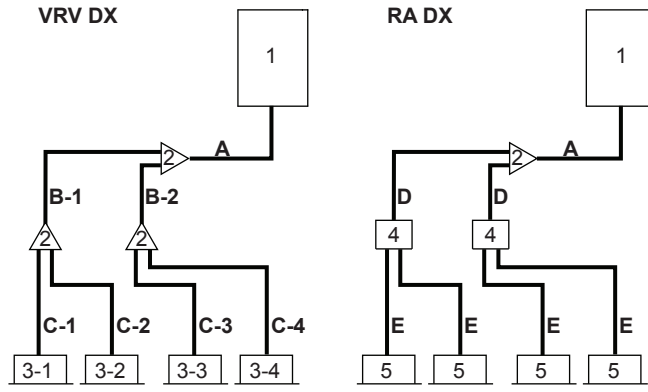 VRV DX RA DX
1 1
2 A 2 A
B-1 B-2 D D
2 2 4 4
C-1 C-2 C-3 C-4 E E E E
3-1 3-2 3-3 3-4 5 5 5 5